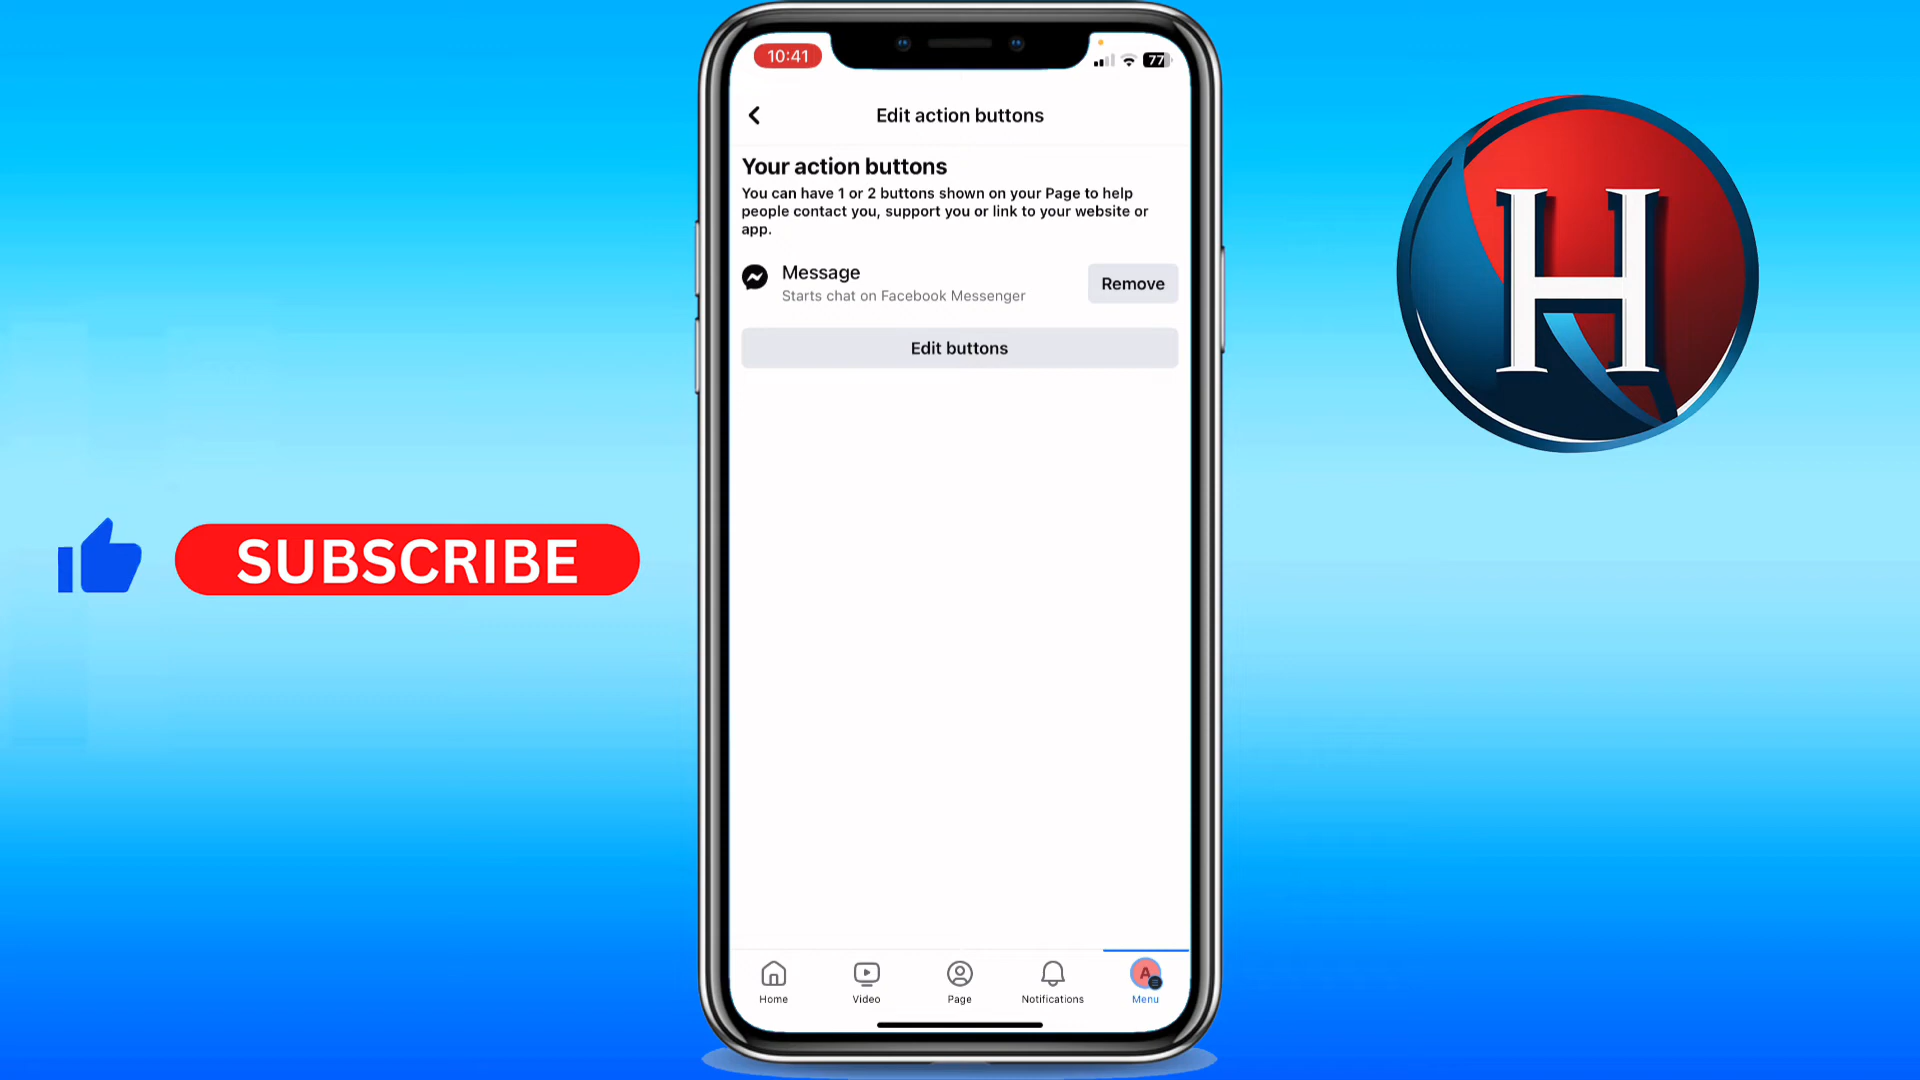 10:41
77
Edit action buttons
Your action buttons
You can have 1 or 2 buttons shown on your Page to help
people contact you, support you or link to your website or
app.
Message
Starts chat on Facebook Messenger
Remove
Edit buttons
SUBSCRIBE
H
A
Home
Video
Page
Notifications
Menu